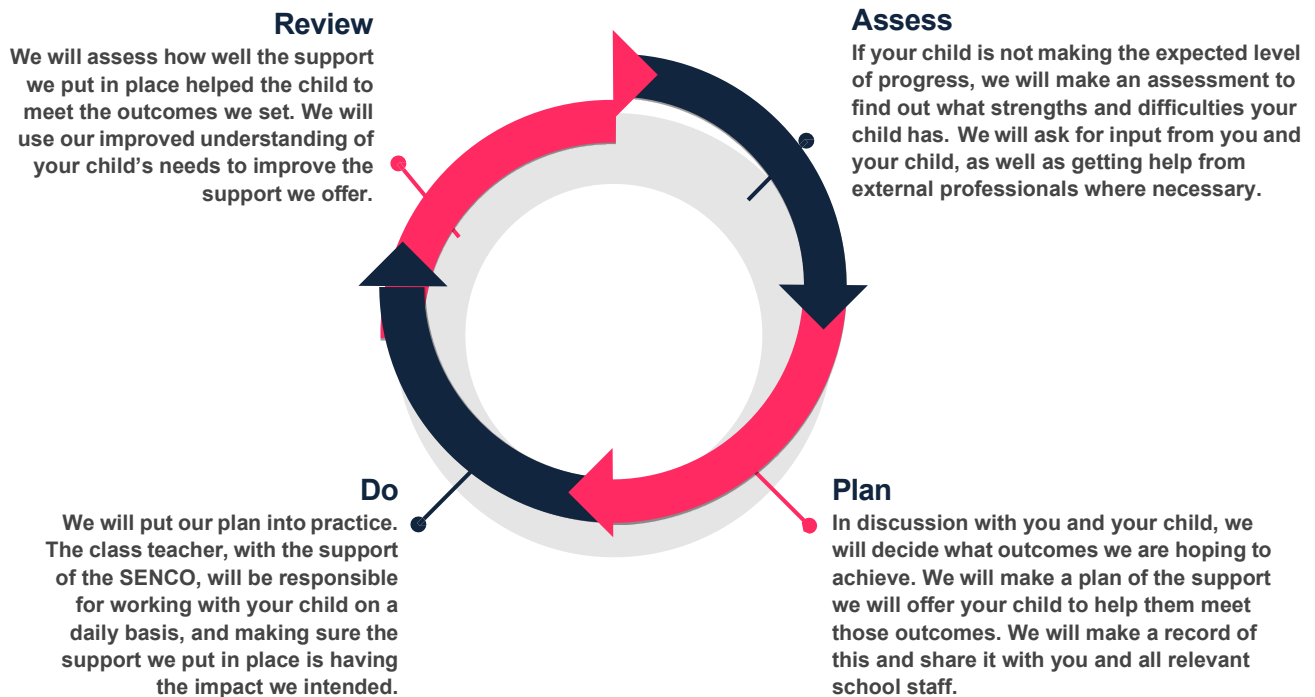 Review
We will assess how well the support
we put in place helped the child to
meet the outcomes we set. We will
use our improved understanding of
your child’s needs to improve the
support we offer.
Assess
If your child is not making the expected level
of progress, we will make an assessment to
find out what strengths and difficulties your
child has. We will ask for input from you and
your child, as well as getting help from
external professionals where necessary.
Do
We will put our plan into practice.
The class teacher, with the support
of the SENCO, will be responsible
for working with your child on a
daily basis, and making sure the
support we put in place is having
the impact we intended.
Plan
In discussion with you and your child, we
will decide what outcomes we are hoping to
achieve. We will make a plan of the support
we will offer your child to help them meet
those outcomes. We will make a record of
this and share it with you and all relevant
school staff.